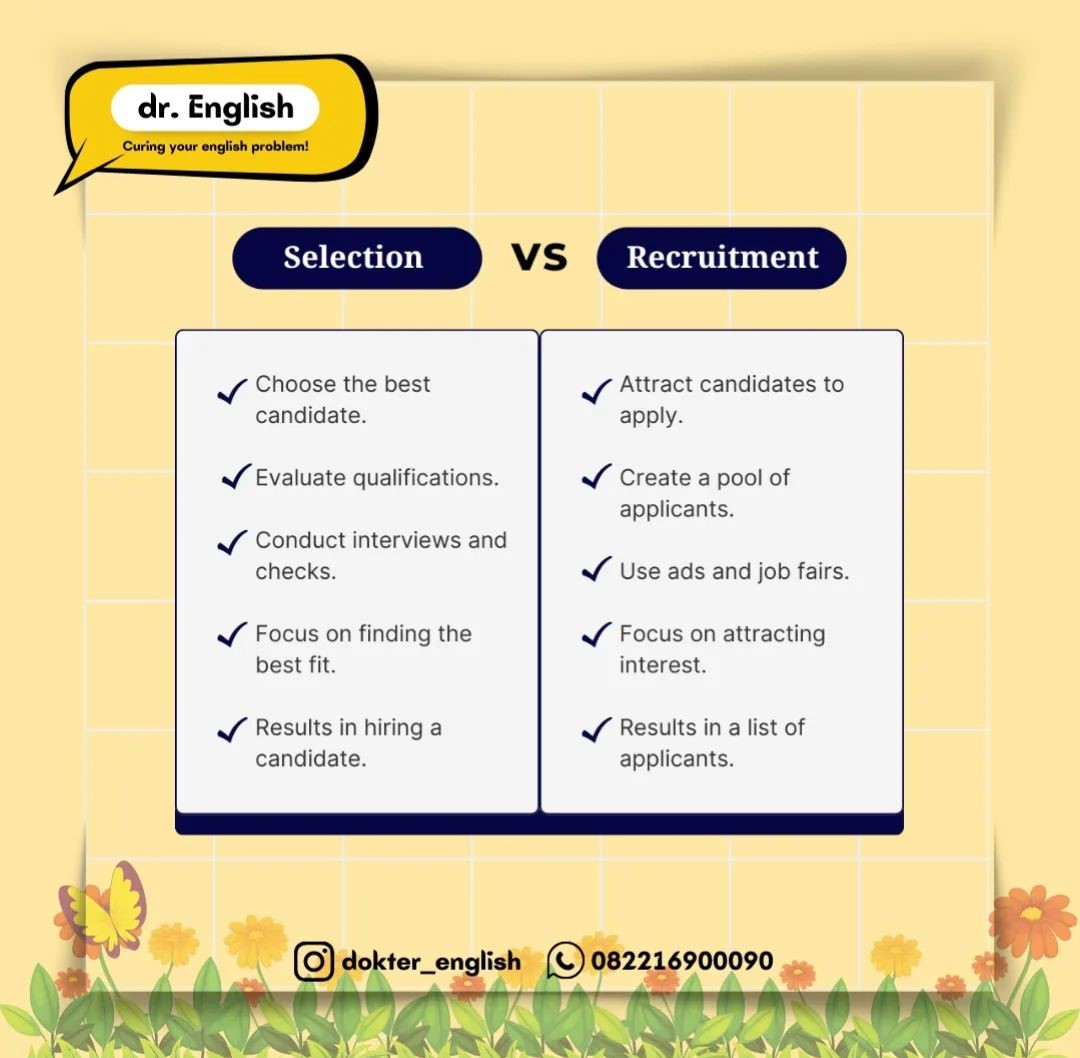 dr. English
Curing your english problem!
Selection
VS
Recruitment
Choose the best
candidate.
Evaluate qualifications.
Conduct interviews and
checks.
Focus on finding the
best fit.
Results in hiring a
candidate.
Attract candidates to
apply.
Create a pool of
applicants.
Use ads and job fairs.
Focus on attracting
interest.
Results in a list of
applicants.
dokter_english
082216900090